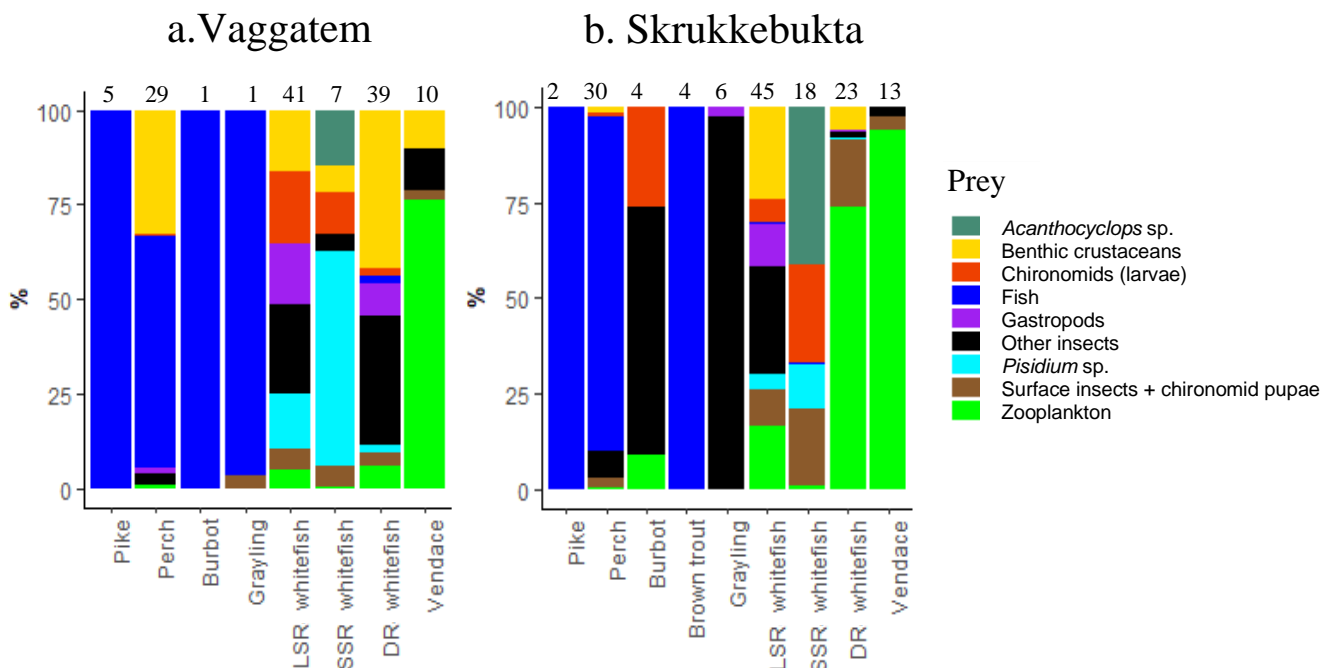 a.Vaggatem
b. Skrukkebukta
5 29 1 1 41 7 39 10
2 30 4 4 6 45 18 23 13
100
75
50
25
0
%
100
75
50
25
0
%
Pike
Perch
Burbot
Grayling
LSR whitefish
SSR whitefish
DR whitefish
Vendace
Pike
Perch
Burbot
Brown trout
Grayling
LSR whitefish
SSR whitefish
DR whitefish
Vendace
Prey
Acanthocyclops sp.
Benthic crustaceans
Chironomids (larvae)
Fish
Gastropods
Other insects
Pisidium sp.
Surface insects + chironomid pupae
Zooplankton